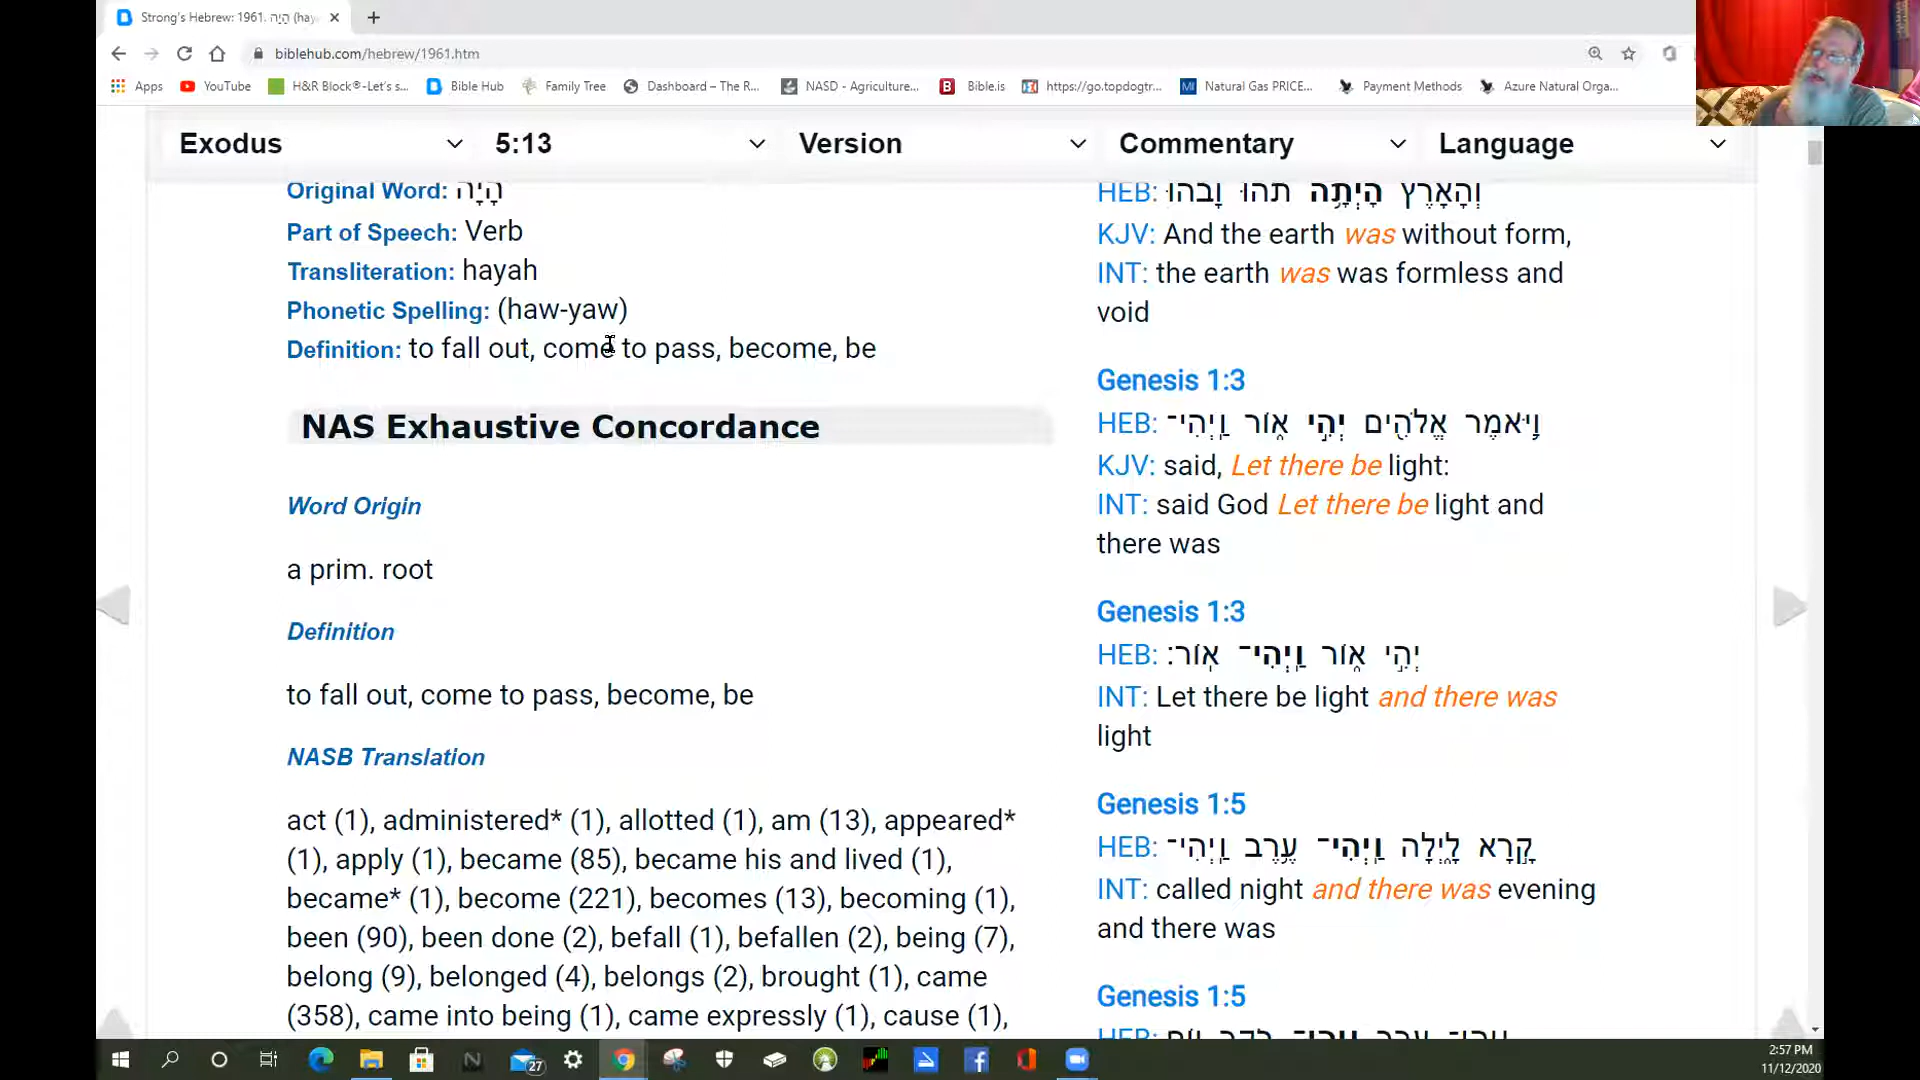 Strong's Hebrew: 1961. הָיָה (hay
biblehub.com/hebrew/1961.htm
Apps YouTube H&R Block®-Let's s... Bible Hub Family Tree Dashboard – The R... NASD - Agriculture... Bible.is https://go.topdogtr... Natural Gas PRICE... Payment Methods Azure Natural Orga...
Exodus 5:13 Version Commentary Language
Original Word: הָיָה
Part of Speech: Verb
Transliteration: hayah
Phonetic Spelling: (haw-yaw)
Definition: to fall out, come to pass, become, be
NAS Exhaustive Concordance
Word Origin
a prim. root
Definition
to fall out, come to pass, become, be
NASB Translation
act (1), administered* (1), allotted (1), am (13), appeared*
(1), apply (1), became (85), became his and lived (1),
became* (1), become (221), becomes (13), becoming (1),
been (90), been done (2), befall (1), befallen (2), being (7),
belong (9), belonged (4), belongs (2), brought (1), came
(358), came into being (1), came expressly (1), cause (1),
HEB: וְהָאָ֗רֶץ הָיְתָ֥ה תֹ֙הוּ֙ וָבֹ֔הוּ
KJV: And the earth was without form,
INT: the earth was was formless and
void
Genesis 1:3
HEB: וַיֹּ֥אמֶר אֱלֹהִ֖ים יְהִ֣י א֑וֹר וַֽיְהִי־
KJV: said, Let there be light:
INT: said God Let there be light and
there was
Genesis 1:3
HEB: יְהִ֣י א֑וֹר וַֽיְהִי־ אֽוֹר׃
INT: Let there be light and there was
light
Genesis 1:5
HEB: קָ֣רָא לָ֑יְלָה וַֽיְהִי־ עֶ֥רֶב וַֽיְהִי־
INT: called night and there was evening
and there was
Genesis 1:5
HEB:
27
2:57 PM
11/12/2020